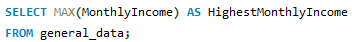 SELECT MAX(MonthlyIncome) AS HighestMonthlyIncome
FROM general_data;